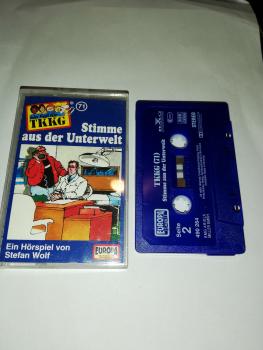 TKKG
71
Stimme
aus der Unterwelt
Ein Hörspiel von
Stefan Wolf
EUROPA
TKKG (71)
Stimme aus der Unterwelt
STEREO
EUROPA
Seite
2